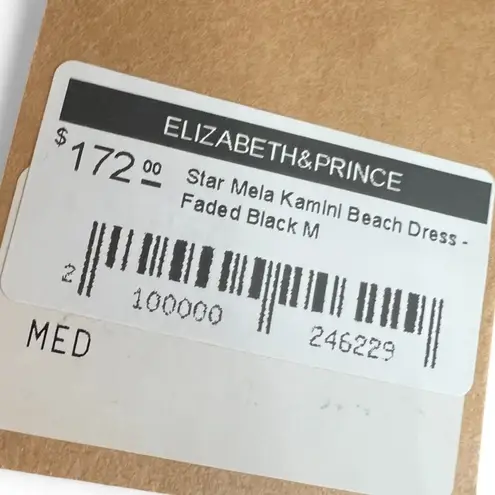 ELIZABETH&PRINCE
$172.00
Star Mela Kamini Beach Dress -
Faded Black M
2 100000 246229
MED